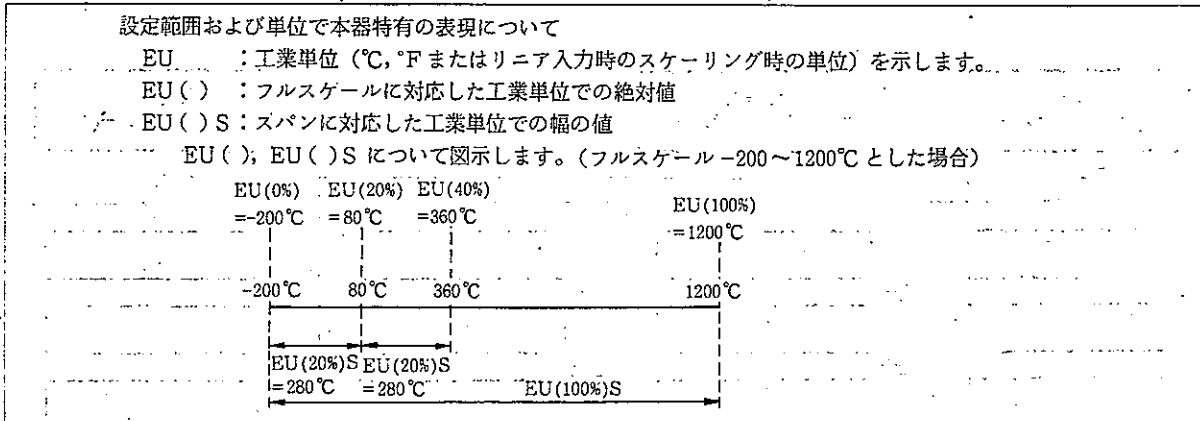 設定範囲および単位で本器特有の表現について
EU :工業単位(℃,°Fまたはリニア入力時のスケーリング時の単位)を示します。
EU( ) :フルスケールに対応した工業単位での絶対値
EU( )S:スパンに対応した工業単位での幅の値
EU( ), EU( )Sについて図示します。(フルスケール-200〜1200℃とした場合)
EU(0%) EU(20%) EU(40%)
=-200℃ =80℃ =360℃
EU(100%)
=1200℃
-200℃ 80℃ 360℃ 1200℃
EU(20%)S EU(20%)S
=280℃ =280℃
EU(100%)S